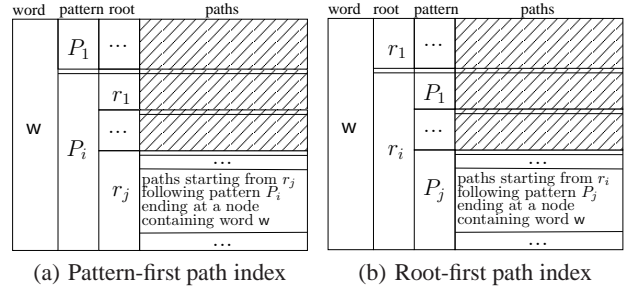 word pattern root paths
P1 ...
r1
...
w
Pi
...
rj
paths starting from rj
following pattern Pi
ending at a node
containing word w
...
(a) Pattern-first path index
word root pattern paths
r1 ...
P1
...
w
ri
...
Pj
paths starting from ri
following pattern Pj
ending at a node
containing word w
...
(b) Root-first path index